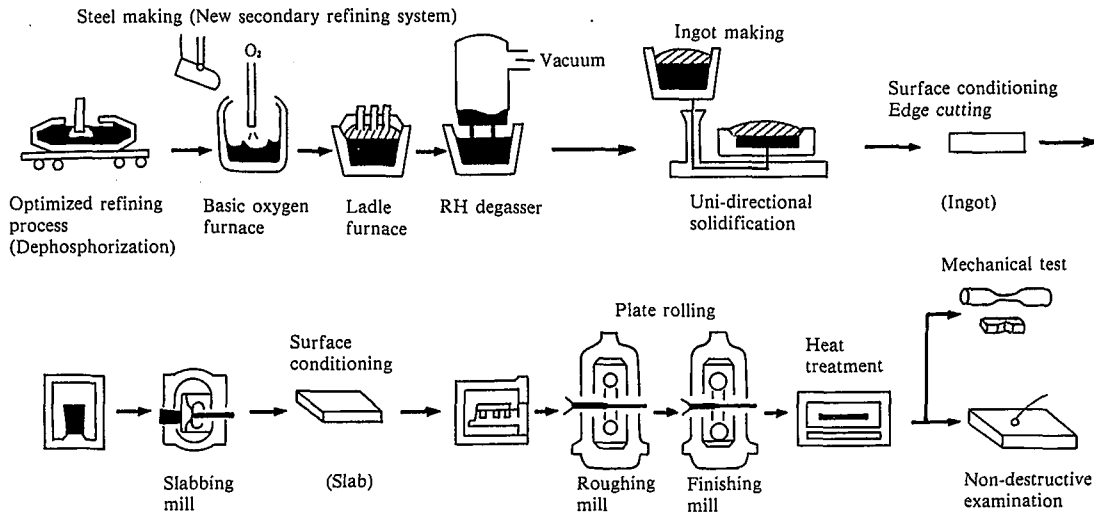 Steel making (New secondary refining system)
O₂
Vacuum
Ingot making
Surface conditioning
Edge cutting
Optimized refining
process
(Dephosphorization)
Basic oxygen
furnace
Ladle
furnace
RH degasser
Uni-directional
solidification
(Ingot)
Mechanical test
Plate rolling
Surface
conditioning
Heat
treatment
Slabbing
mill
(Slab)
Roughing
mill
Finishing
mill
Non-destructive
examination